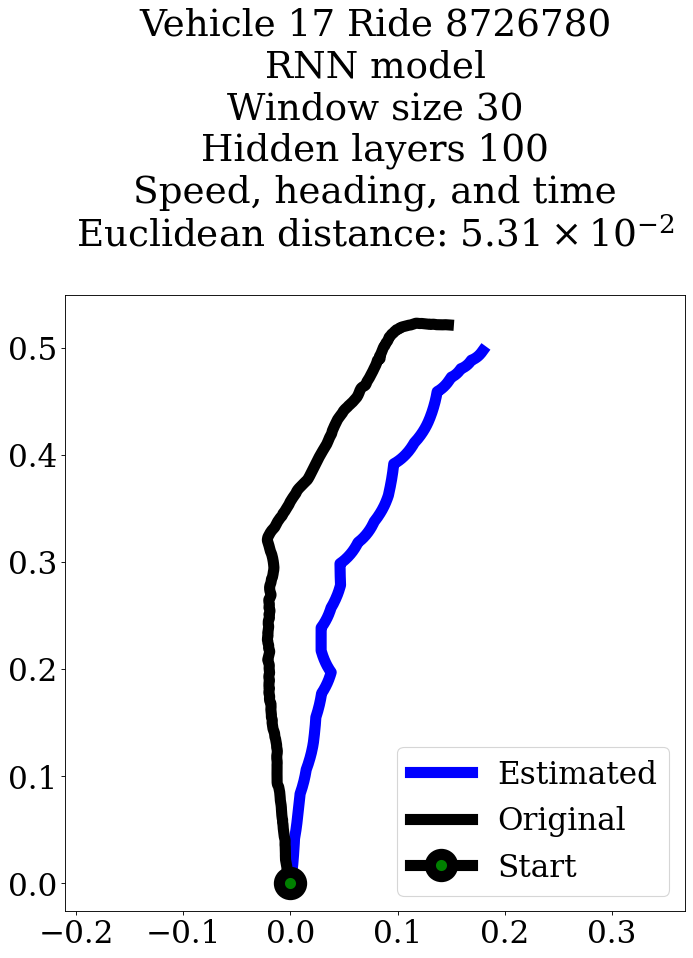 Vehicle 17 Ride 8726780
RNN model
Window size 30
Hidden layers 100
Speed, heading, and time
Euclidean distance: 5.31 × 10⁻²
0.5
0.4
0.3
0.2
0.1
0.0
Estimated
Original
Start
−0.2 −0.1 0.0 0.1 0.2 0.3